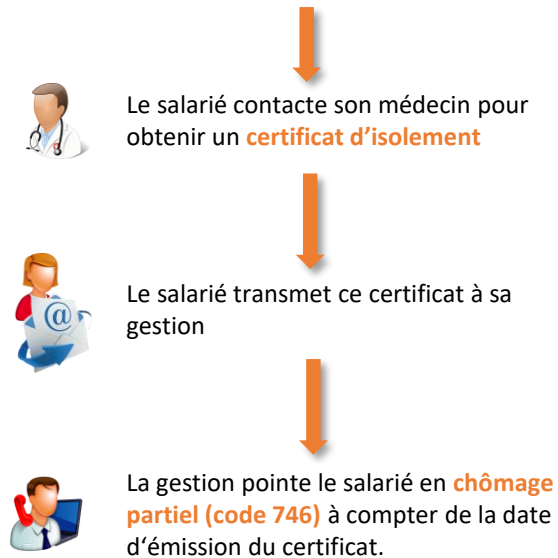 Le salarié contacte son médecin pour
obtenir un certificat d’isolement
@
Le salarié transmet ce certificat à sa
gestion
La gestion pointe le salarié en chômage
partiel (code 746) à compter de la date
d‘émission du certificat.